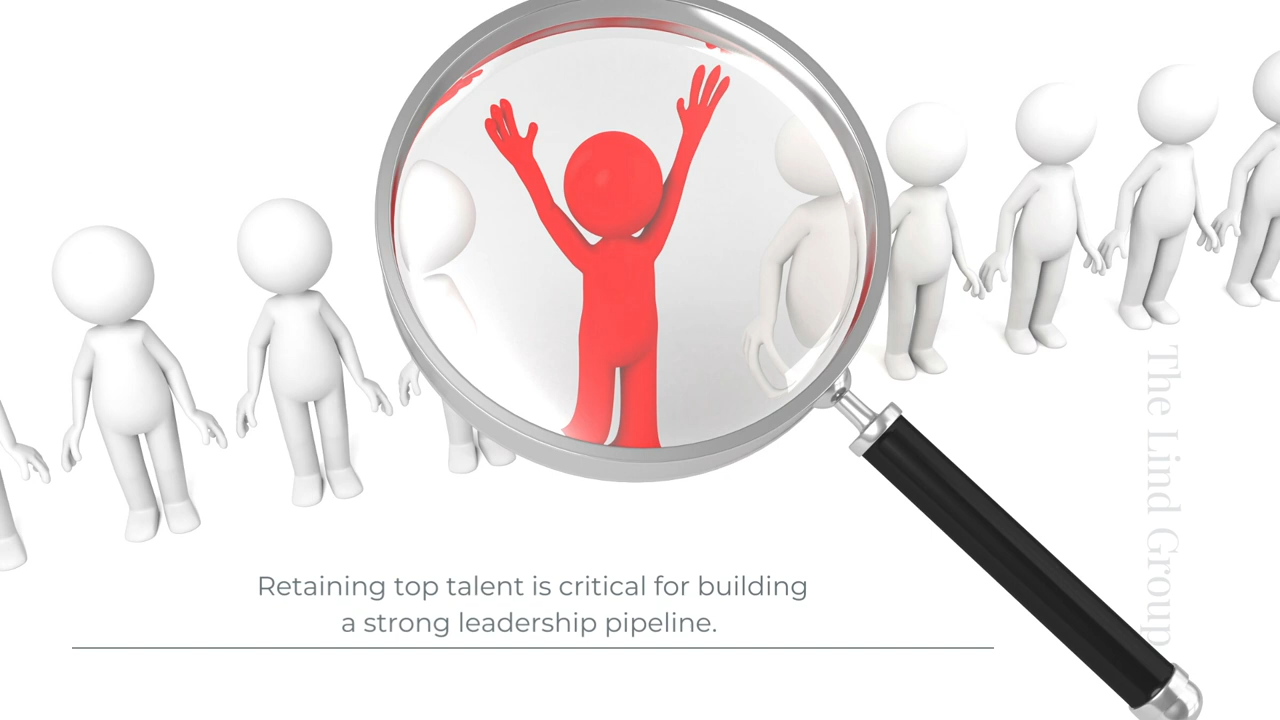 Retaining top talent is critical for building
a strong leadership pipeline.
The Lind Group